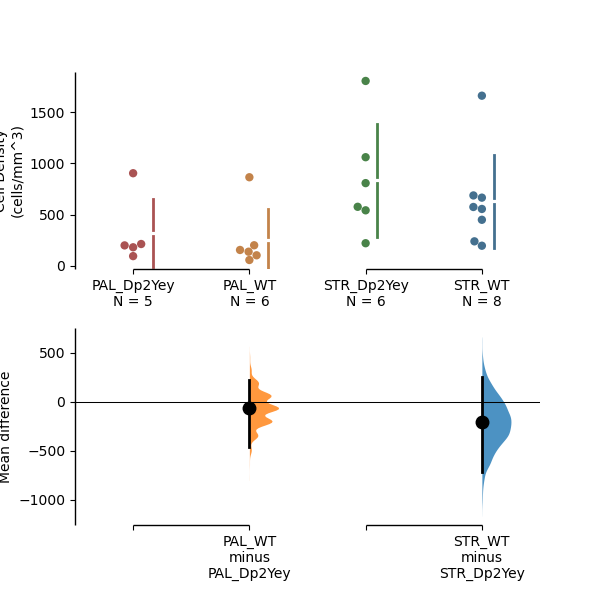 Cell Density
(cells/mm^3)
1500
1000
500
0
PAL_Dp2Yey
N = 5
PAL_WT
N = 6
STR_Dp2Yey
N = 6
STR_WT
N = 8
Mean difference
500
0
−500
−1000
PAL_WT
minus
PAL_Dp2Yey
STR_WT
minus
STR_Dp2Yey